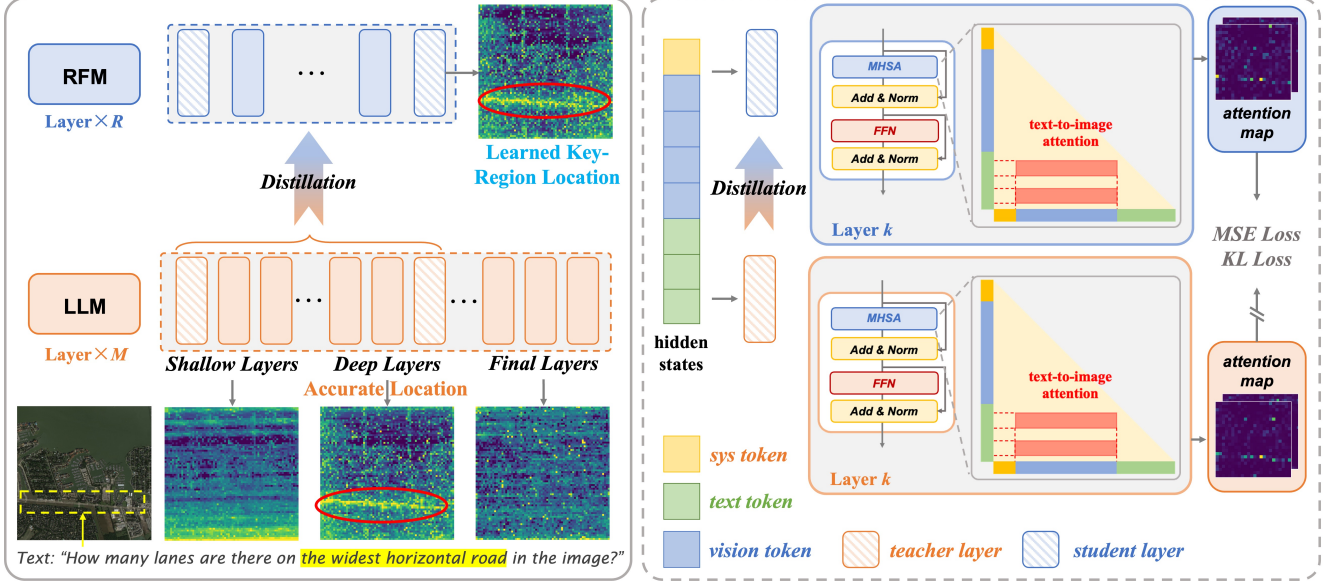 RFM
Layer×R
...
Learned Key-
Region Location
Distillation
LLM
Layer×M
...
...
Shallow Layers
Deep Layers
Final Layers
Accurate Location
Text: “How many lanes are there on the widest horizontal road in the image?”
hidden
states
Distillation
MHSA
Add & Norm
FFN
Add & Norm
text-to-image
attention
Layer k
attention
map
MSE Loss
KL Loss
MHSA
Add & Norm
FFN
Add & Norm
text-to-image
attention
Layer k
attention
map
sys token
text token
vision token
teacher layer
student layer